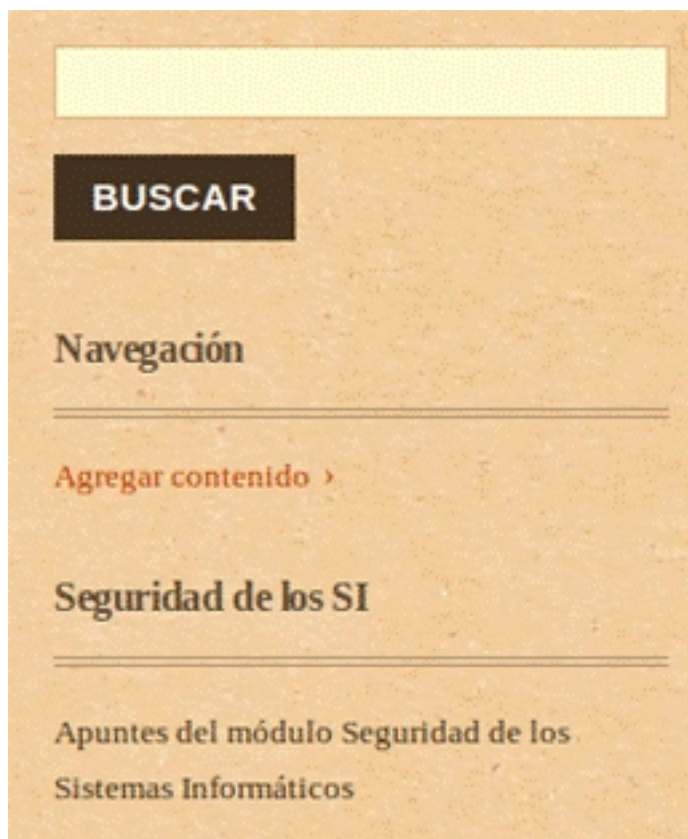 BUSCAR
Navegación
Agregar contenido ›
Seguridad de los SI
Apuntes del módulo Seguridad de los
Sistemas Informáticos